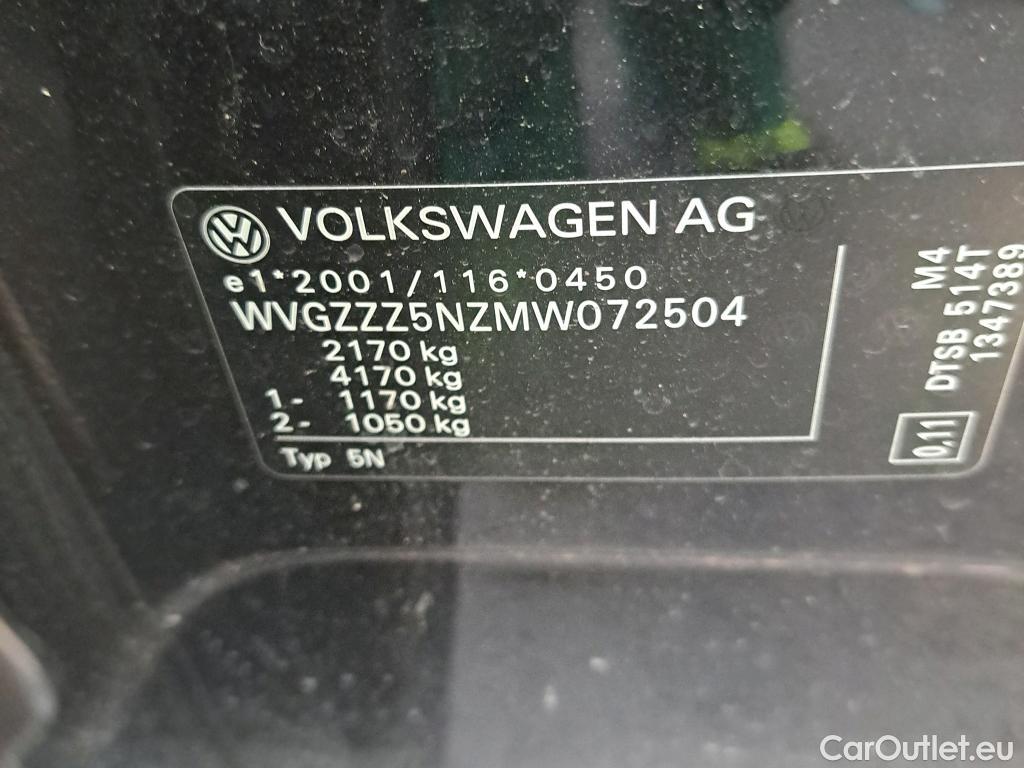 VOLKSWAGEN AG
e1*2001/116*0450
WVGZZZ5NZMW072504
2170 kg
4170 kg
1- 1170 kg
2- 1050 kg
Typ 5N
M4
DTSB 514T
1347389
0,11
CarOutlet.eu